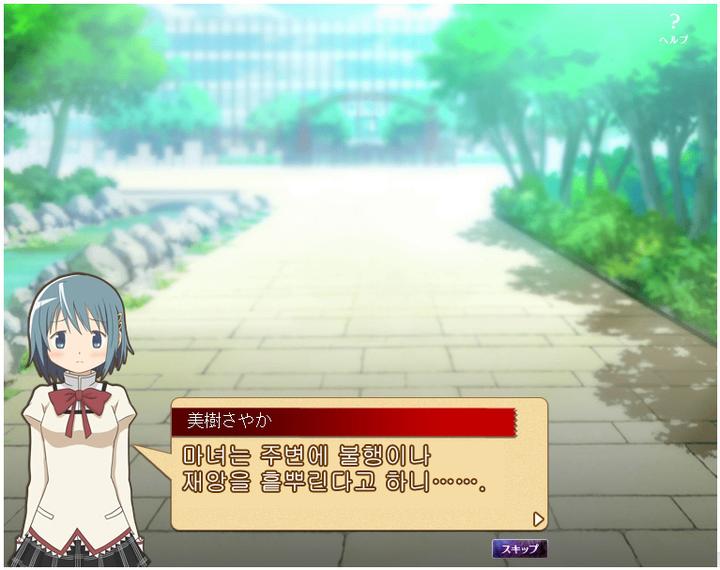 ?
ヘルプ
美樹さやか
마녀는 주변에 불행이나
재앙을 흩뿌린다고 하니…….
スキップ